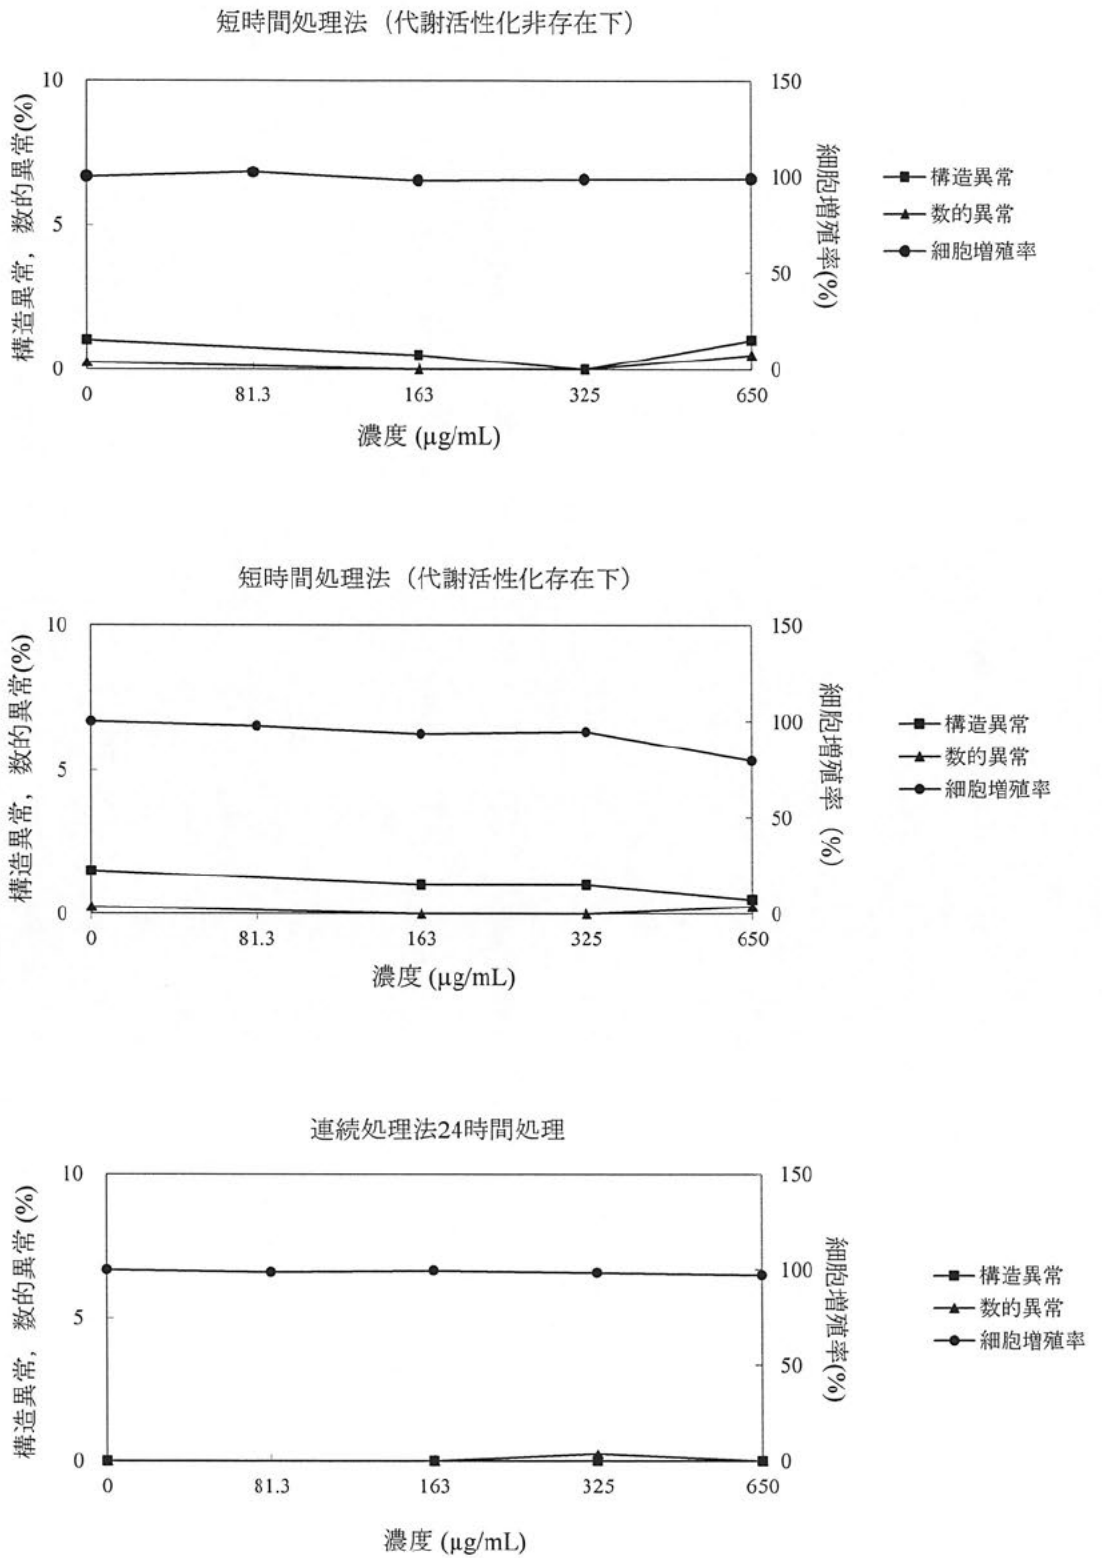 短時間処理法（代謝活性化非存在下）
構造異常，数的異常(%)
10
5
0
150
100
50
0
細胞増殖率(%)
構造異常
数的異常
細胞増殖率
0 81.3 163 325 650
濃度 (µg/mL)
短時間処理法（代謝活性化存在下）
構造異常，数的異常(%)
10
5
0
150
100
50
0
細胞増殖率 (%)
構造異常
数的異常
細胞増殖率
0 81.3 163 325 650
濃度 (µg/mL)
連続処理法24時間処理
構造異常，数的異常 (%)
10
5
0
150
100
50
0
細胞増殖率(%)
構造異常
数的異常
細胞増殖率
0 81.3 163 325 650
濃度 (µg/mL)